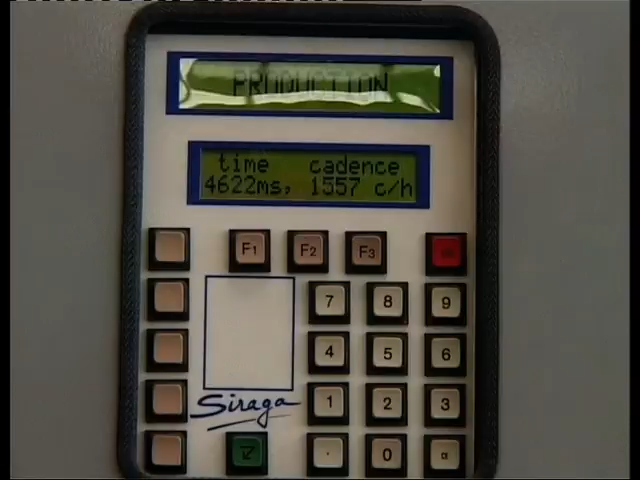 PRODUCTION
time cadence
4622ms, 1557 c/h
F1 F2 F3
7 8 9
4 5 6
Siraga
1 2 3
. 0 α